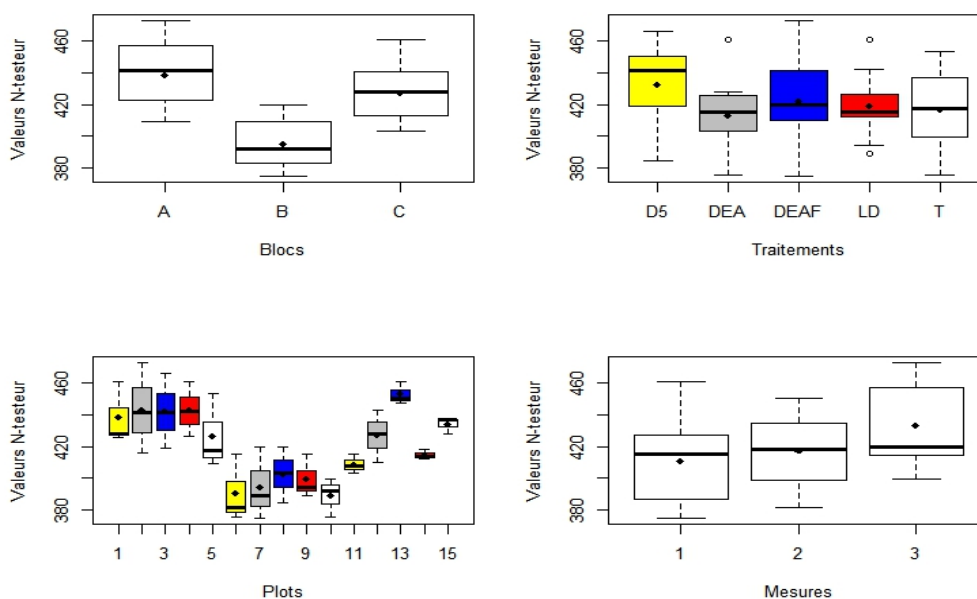 Valeurs N-testeur
460
420
380
A B C
Blocs
Valeurs N-testeur
460
420
380
D5 DEA DEAF LD T
Traitements
Valeurs N-testeur
460
420
380
1 3 5 7 9 11 13 15
Plots
Valeurs N-testeur
460
420
380
1 2 3
Mesures